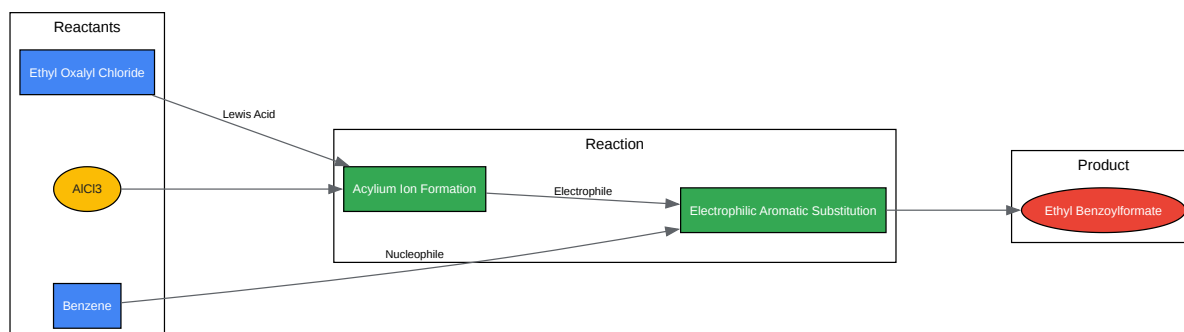 Reactants
Ethyl Oxalyl Chloride
Lewis Acid
AlCl3
Benzene
Reaction
Acylium Ion Formation
Electrophile
Electrophilic Aromatic Substitution
Nucleophile
Product
Ethyl Benzoylformate